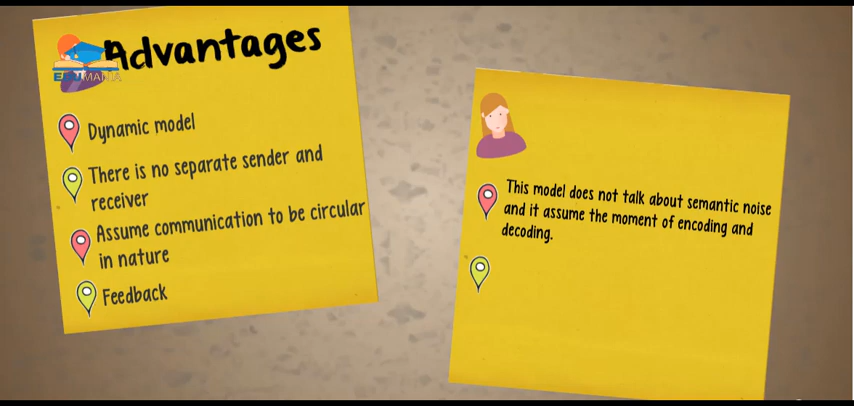 Advantages
EDUMANIA
Dynamic model
There is no separate sender and
receiver
Assume communication to be circular
in nature
Feedback
This model does not talk about semantic noise
and it assume the moment of encoding and
decoding.